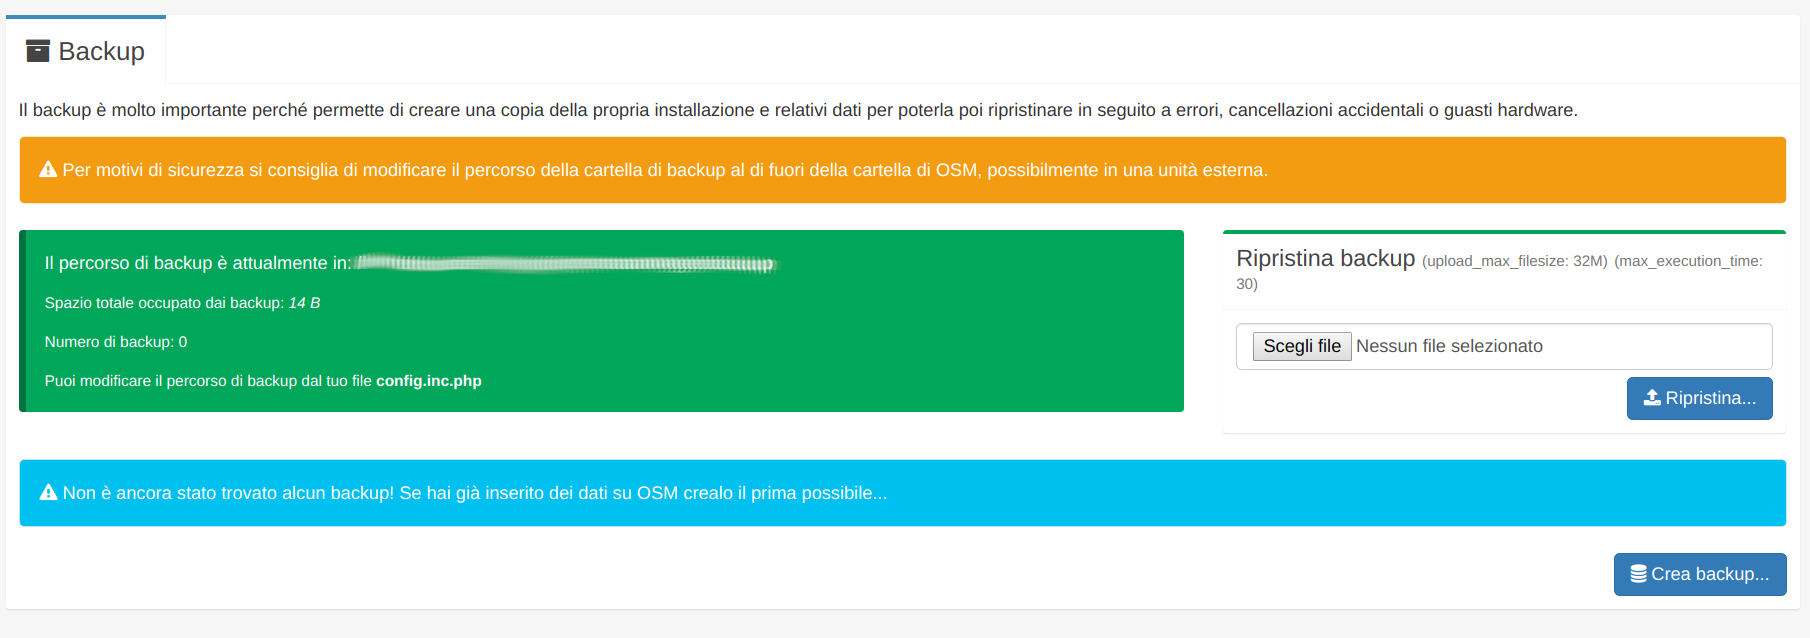 Backup
Il backup è molto importante perché permette di creare una copia della propria installazione e relativi dati per poterla poi ripristinare in seguito a errori, cancellazioni accidentali o guasti hardware.
Per motivi di sicurezza si consiglia di modificare il percorso della cartella di backup al di fuori della cartella di OSM, possibilmente in una unità esterna.
Il percorso di backup è attualmente in:
Spazio totale occupato dai backup: 14 B
Numero di backup: 0
Puoi modificare il percorso di backup dal tuo file config.inc.php
Ripristina backup (upload_max_filesize: 32M) (max_execution_time:
30)
Scegli file Nessun file selezionato
Ripristina...
Non è ancora stato trovato alcun backup! Se hai già inserito dei dati su OSM crealo il prima possibile...
Crea backup...